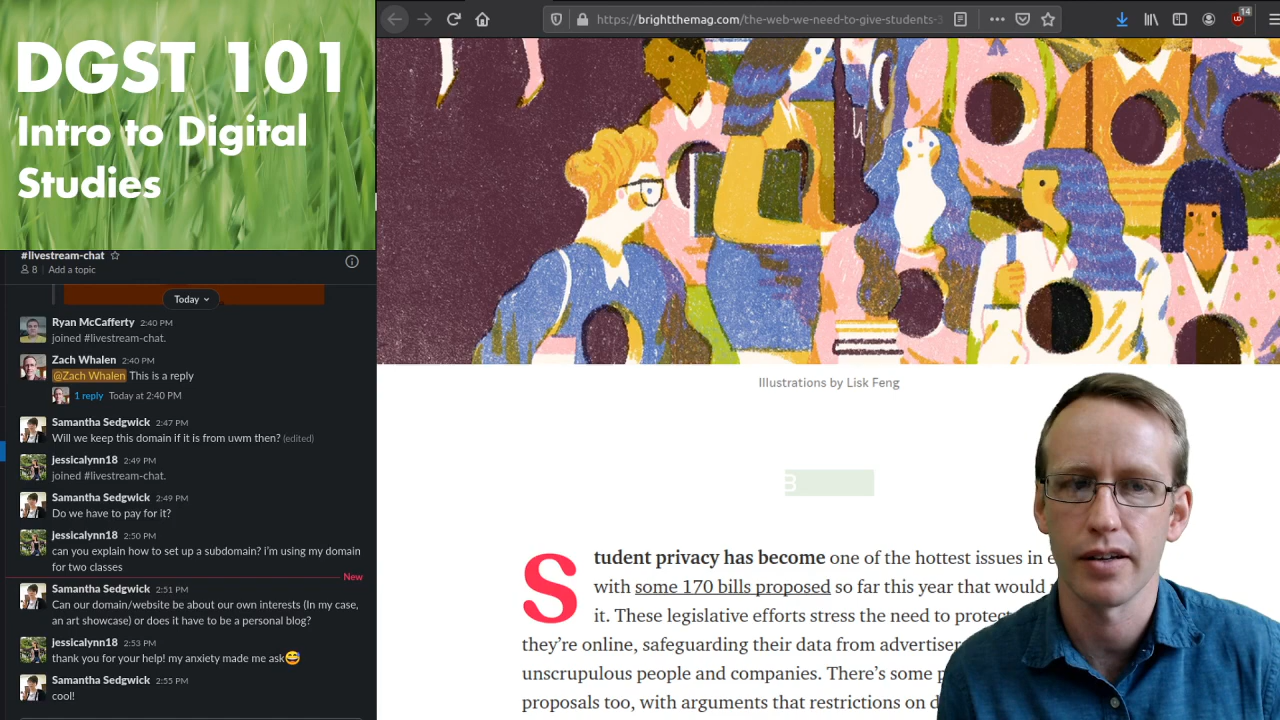 DGST 101
Intro to Digital
Studies
#livestream-chat
8 | Add a topic
Today
Ryan McCafferty 2:40 PM
joined #livestream-chat.
Zach Whalen 2:40 PM
@Zach Whalen This is a reply
1 reply Today at 2:40 PM
Samantha Sedgwick 2:47 PM
Will we keep this domain if it is from uwm then? (edited)
jessicalynn18 2:49 PM
joined #livestream-chat.
Samantha Sedgwick 2:49 PM
Do we have to pay for it?
jessicalynn18 2:50 PM
can you explain how to set up a subdomain? i'm using my domain
for two classes
New
Samantha Sedgwick 2:51 PM
Can our domain/website be about our own interests (In my case,
an art showcase) or does it have to be a personal blog?
jessicalynn18 2:53 PM
thank you for your help! my anxiety made me ask😅
Samantha Sedgwick 2:55 PM
cool!
https://brightthemag.com/the-web-we-need-to-give-students-3
14
Illustrations by Lisk Feng
B
Student privacy has become one of the hottest issues in e
with some 170 bills proposed so far this year that would
it. These legislative efforts stress the need to protec
they're online, safeguarding their data from advertiser
unscrupulous people and companies. There's some p
proposals too, with arguments that restrictions on d